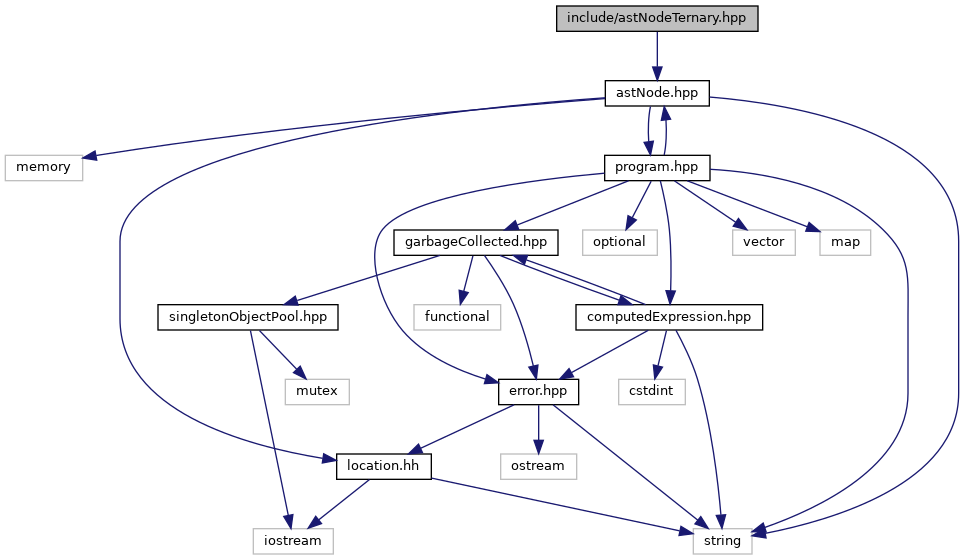 include/astNodeTernary.hpp
astNode.hpp
memory
program.hpp
garbageCollected.hpp
optional
vector
map
singletonObjectPool.hpp
functional
computedExpression.hpp
mutex
error.hpp
cstdint
location.hh
ostream
iostream
string